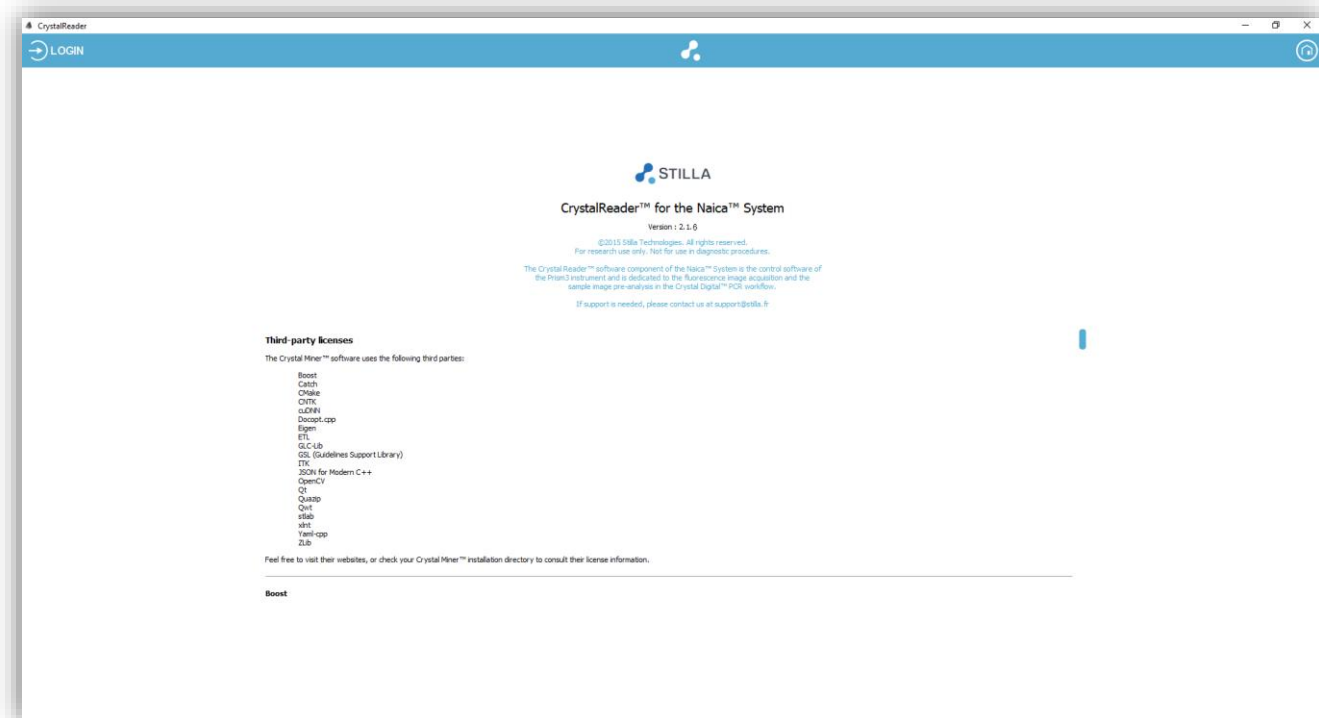 CrystalReader
LOGIN
STILLA
CrystalReader™ for the Naica™ System
Version : 2.1.6
©2015 Stilla Technologies. All rights reserved.
For research use only. Not for use in diagnostic procedures.
The Crystal Reader™ software component of the Naica™ System is the control software of
the Prism3 instrument and is dedicated to the fluorescence image acquisition and the
sample image pre-analysis in the Crystal Digital™ PCR workflow.
If support is needed, please contact us at support@stilla.fr
Third-party licenses
The Crystal Miner™ software uses the following third parties:
Boost
Catch
CMake
CNTK
cuDNN
Docopt.cpp
Eigen
ETL
GLC-Lib
GSL (Guidelines Support Library)
ITK
JSON for Modern C++
OpenCV
Qt
Quazip
Qwt
stlab
xlnt
Yaml-cpp
ZLib
Feel free to visit their websites, or check your Crystal Miner™ installation directory to consult their license information.
Boost